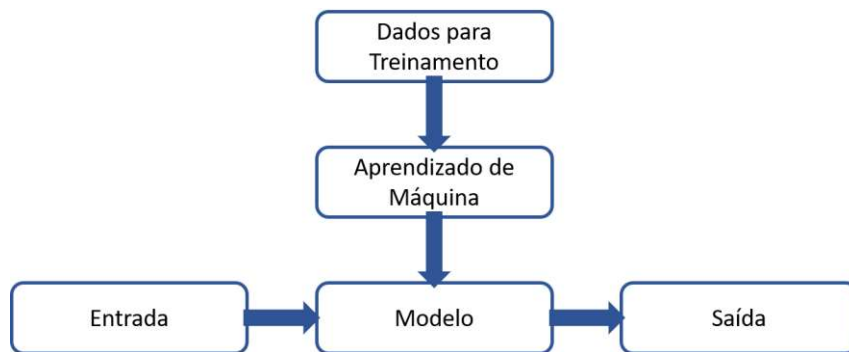 Dados para
Treinamento
Aprendizado de
Máquina
Entrada
Modelo
Saída